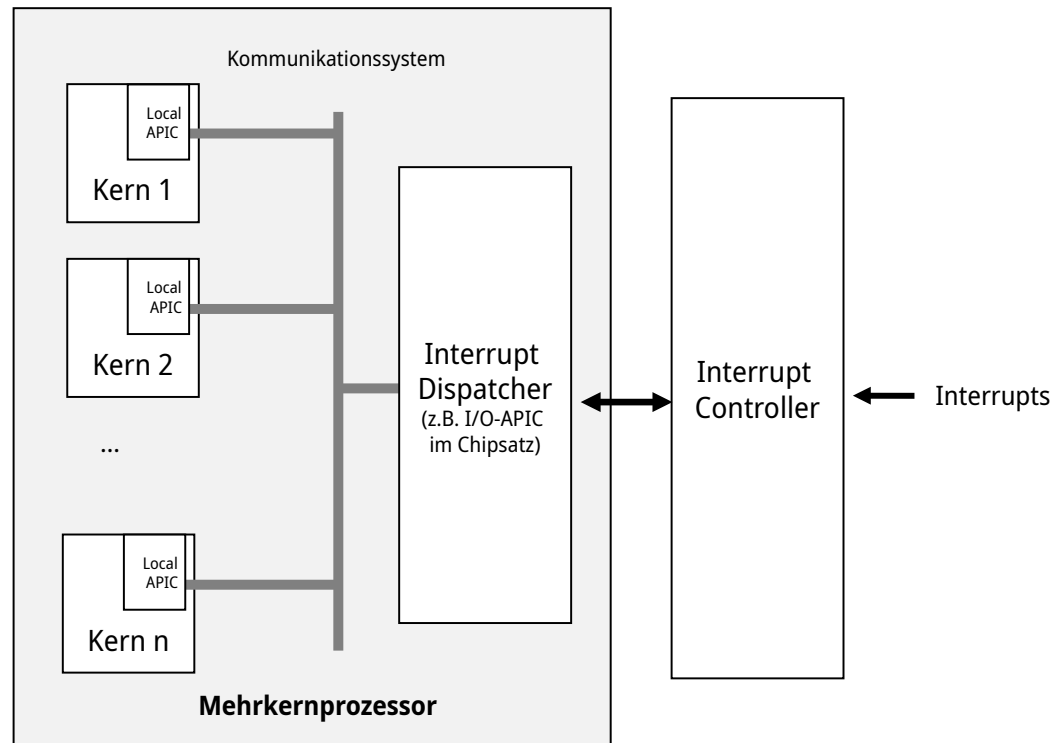 Kommunikationssystem
Local
APIC
Kern 1
Local
APIC
Kern 2
...
Local
APIC
Kern n
Interrupt
Dispatcher
(z.B. I/O-APIC
im Chipsatz)
Interrupt
Controller
Interrupts
Mehrkernprozessor